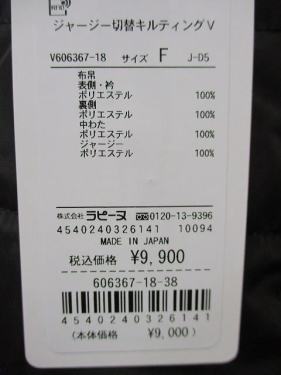 ジャージー切替キルティングV
V606367-18 サイズ F J-D5
布帛
表側・衿
ポリエステル 100%
裏側
ポリエステル 100%
中わた
ポリエステル 100%
ジャージー
ポリエステル 100%
株式会社 ラピーヌ 0120-13-9396
4540240326141 10094
MADE IN JAPAN
税込価格 ¥9,900
606367-18-38
4540240326141
(本体価格 ¥9,000)